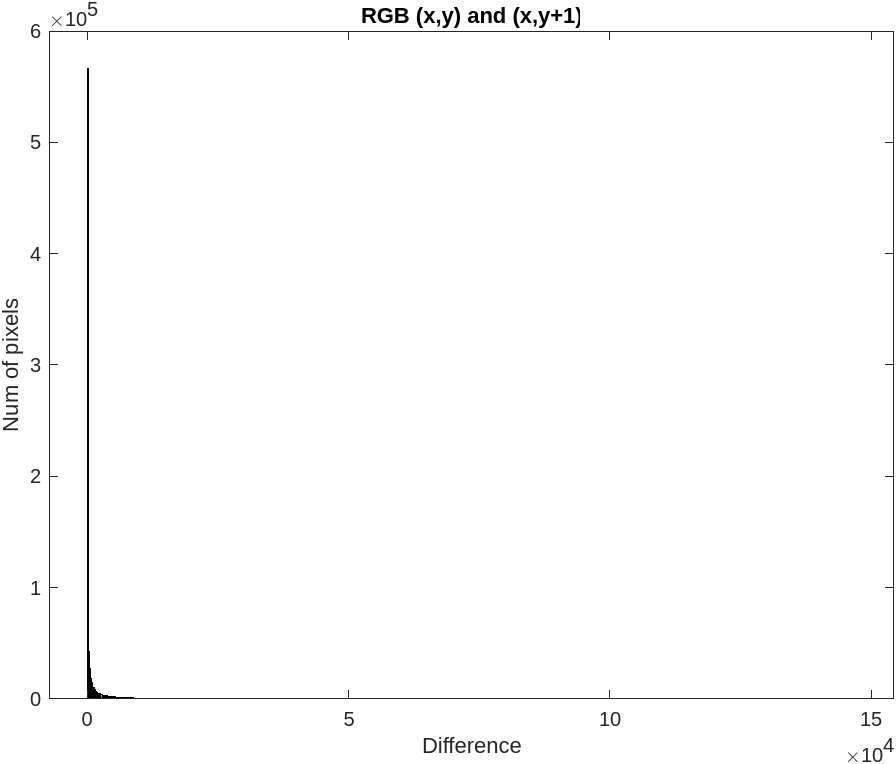 RGB (x,y) and (x,y+1)
×10^5
6
5
4
3
2
1
0
Num of pixels
0 5 10 15
Difference
×10^4